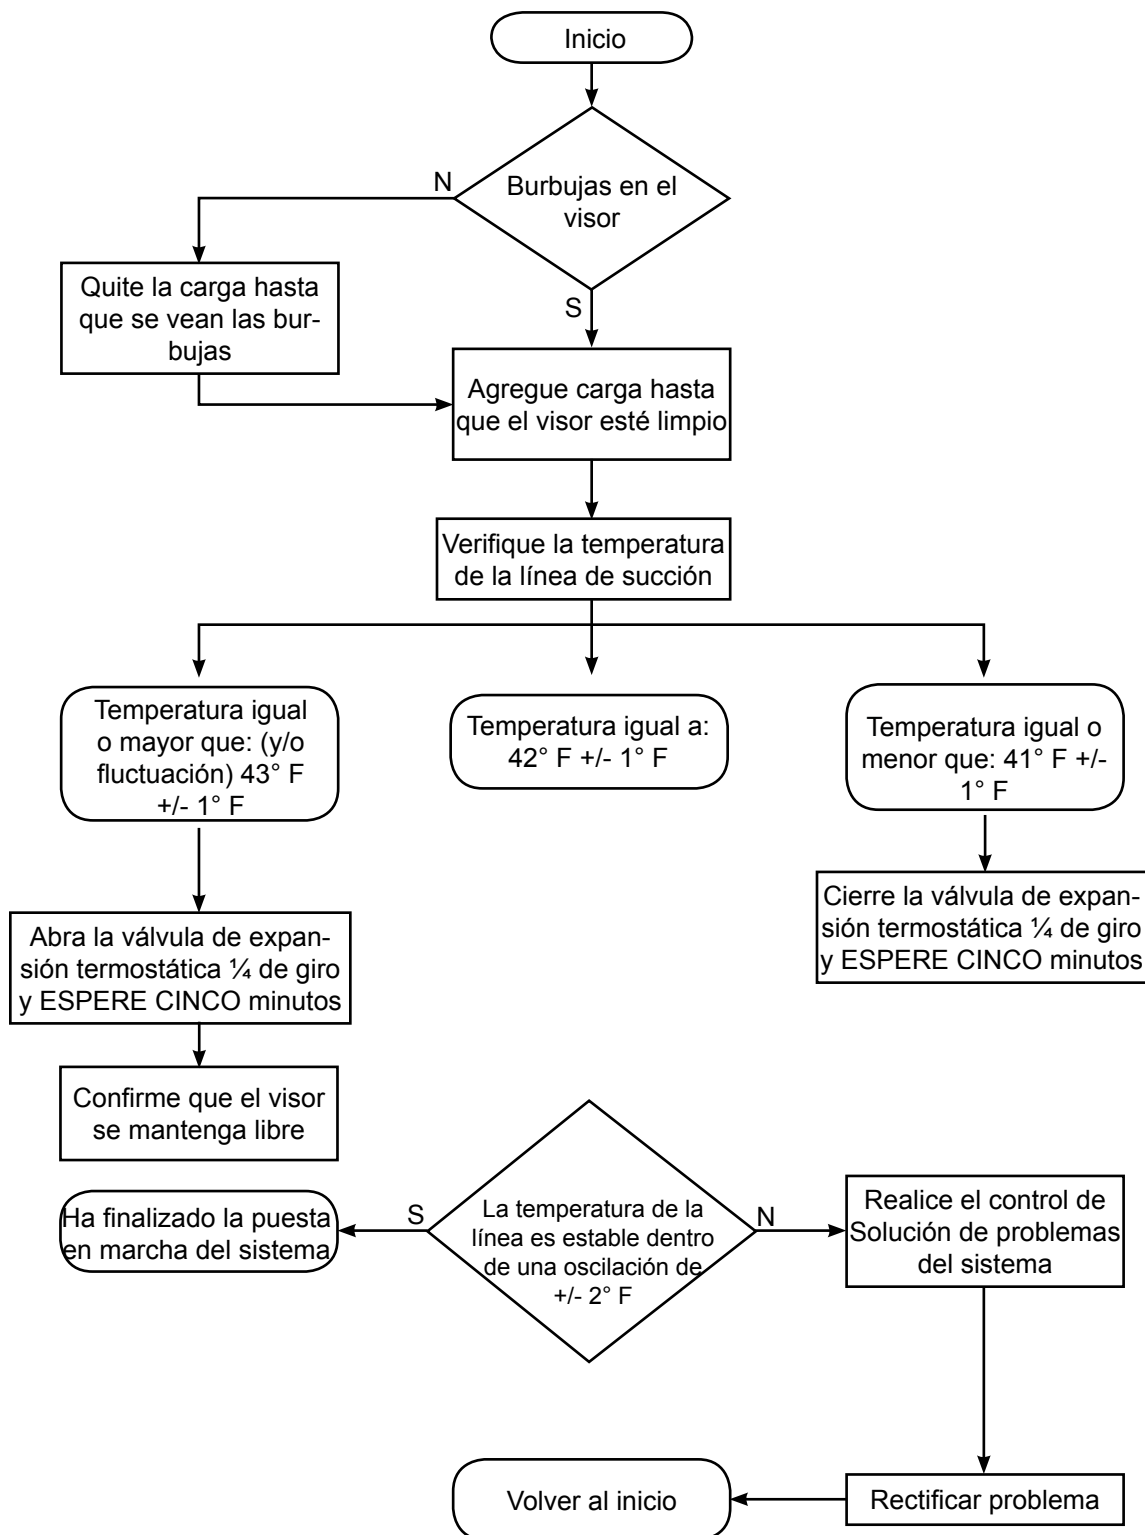 Inicio
Burbujas en el
visor
N
S
Quite la carga hasta
que se vean las bur-
bujas
Agregue carga hasta
que el visor esté limpio
Verifique la temperatura
de la línea de succión
Temperatura igual
o mayor que: (y/o
fluctuación) 43° F
+/- 1° F
Temperatura igual a:
42° F +/- 1° F
Temperatura igual o
menor que: 41° F +/-
1° F
Abra la válvula de expan-
sión termostática ¼ de giro
y ESPERE CINCO minutos
Cierre la válvula de expan-
sión termostática ¼ de giro
y ESPERE CINCO minutos
Confirme que el visor
se mantenga libre
La temperatura de la
línea es estable dentro
de una oscilación de
+/- 2° F
S
N
Ha finalizado la puesta
en marcha del sistema
Realice el control de
Solución de problemas
del sistema
Rectificar problema
Volver al inicio